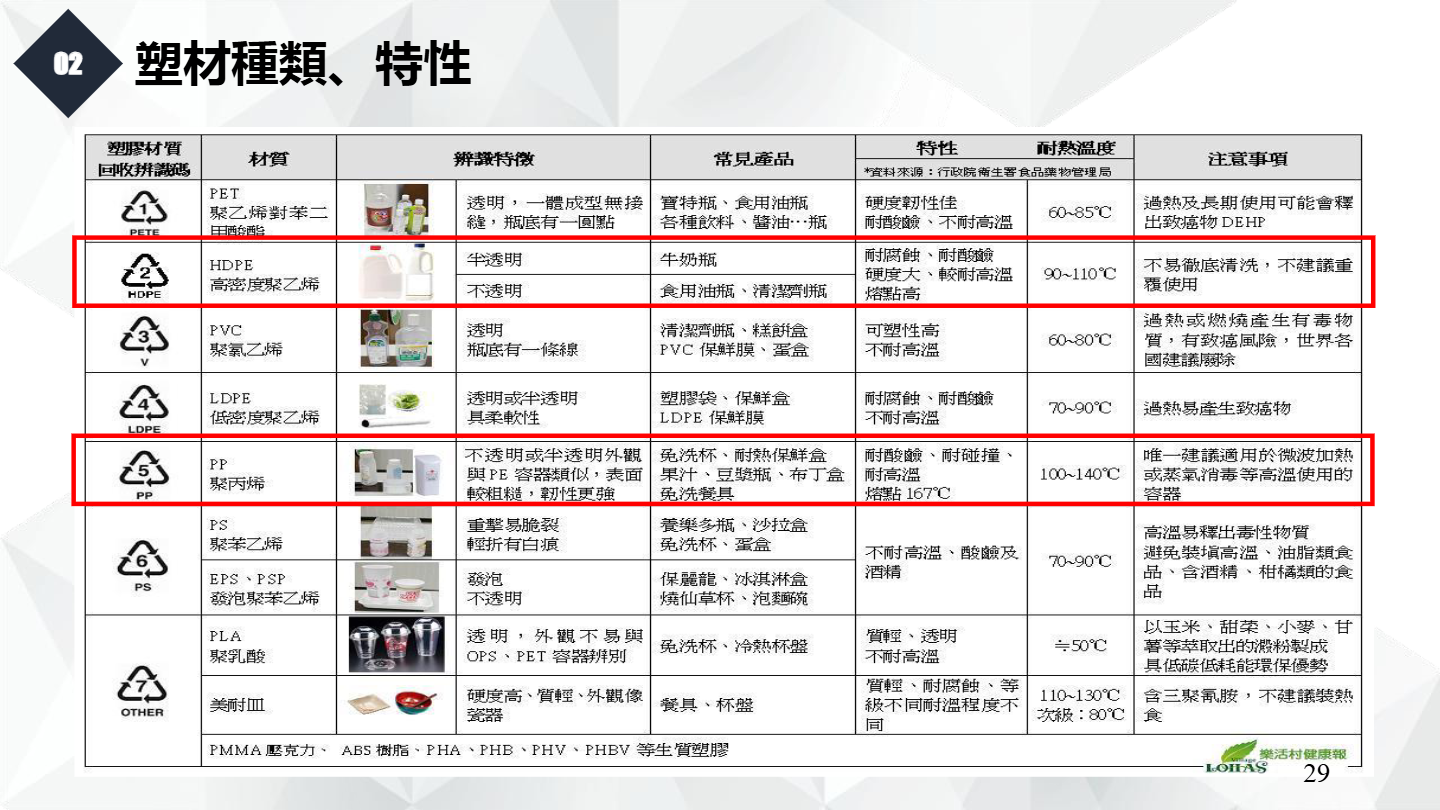 02
塑材種類、特性
塑膠材質
回收辨識碼
材質
辨識特徵
常見產品
特性
耐熱溫度
*資料來源：行政院衛生署食品藥物管理局
注意事項
1
PETE
PET
聚乙烯對苯二
甲酸酯
透明，一體成型無接
縫，瓶底有一圓點
寶特瓶、食用油瓶
各種飲料、醬油…瓶
硬度韌性佳
耐酸鹼、不耐高溫
60~85℃
過熱及長期使用可能會釋
出致癌物 DEHP
2
HDPE
HDPE
高密度聚乙烯
半透明
牛奶瓶
不透明
食用油瓶、清潔劑瓶
耐腐蝕、耐酸鹼
硬度大、較耐高溫
熔點高
90~110℃
不易徹底清洗，不建議重
覆使用
3
V
PVC
聚氯乙烯
透明
瓶底有一條線
清潔劑瓶、糕餅盒
PVC 保鮮膜、蛋盒
可塑性高
不耐高溫
60~80℃
過熱或燃燒產生有毒物
質，有致癌風險，世界各
國建議廢除
4
LDPE
LDPE
低密度聚乙烯
透明或半透明
具柔軟性
塑膠袋、保鮮盒
LDPE 保鮮膜
耐腐蝕、耐酸鹼
不耐高溫
70~90℃
過熱易產生致癌物
5
PP
PP
聚丙烯
不透明或半透明外觀
與 PE 容器類似，表面
較粗糙，韌性更強
免洗杯、耐熱保鮮盒
果汁、豆漿瓶、布丁盒
免洗餐具
耐酸鹼、耐碰撞、
耐高溫
熔點 167℃
100~140℃
唯一建議適用於微波加熱
或蒸氣消毒等高溫使用的
容器
6
PS
PS
聚苯乙烯
重擊易脆裂
輕折有白痕
養樂多瓶、沙拉盒
免洗杯、蛋盒
EPS、PSP
發泡聚苯乙烯
發泡
不透明
保麗龍、冰淇淋盒
燒仙草杯、泡麵碗
不耐高溫、酸鹼及
酒精
70~90℃
高溫易釋出毒性物質
避免裝填高溫、油脂類食
品、含酒精、柑橘類的食
品
7
OTHER
PLA
聚乳酸
透明，外觀不易與
OPS、PET 容器辨別
免洗杯、冷熱杯盤
質輕、透明
不耐高溫
≒50℃
以玉米、甜菜、小麥、甘
薯等萃取出的澱粉製成
具低碳低耗能環保優勢
美耐皿
硬度高、質輕、外觀像
瓷器
餐具、杯盤
質輕、耐腐蝕、等
級不同耐溫程度不
同
110~130℃
次級：80℃
含三聚氰胺，不建議裝熱
食
PMMA 壓克力、 ABS 樹脂、PHA、PHB、PHV、PHBV 等生質塑膠
Village
LOHAS
樂活村健康報
29